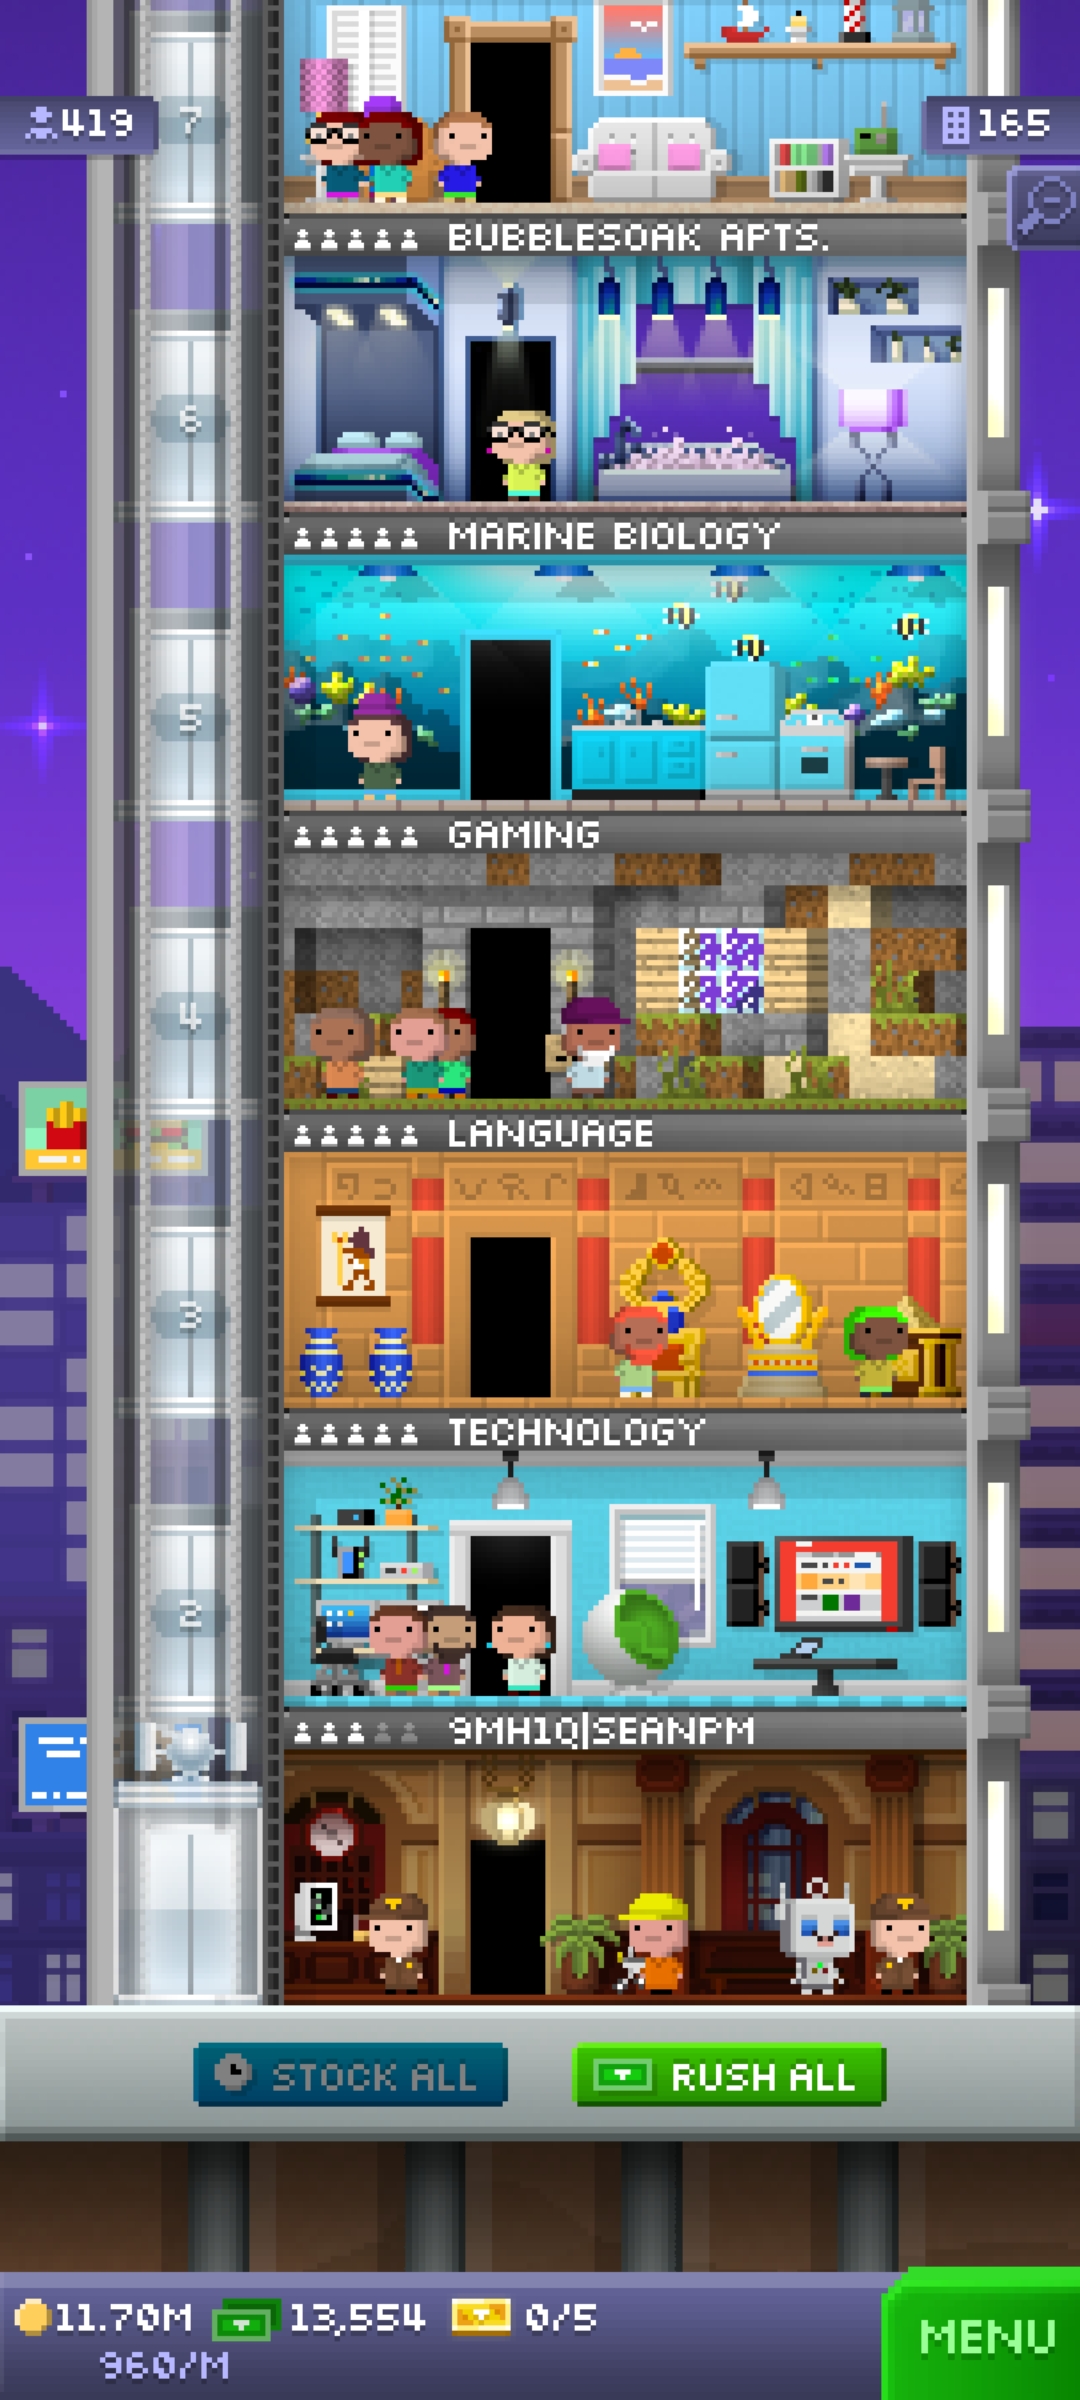 419
7
165
BUBBLESOAK APTS.
6
MARINE BIOLOGY
5
GAMING
4
LANGUAGE
3
TECHNOLOGY
2
9MH1Q|SEANPM
STOCK ALL
RUSH ALL
11.70M
13,554
0/5
960/M
MENU